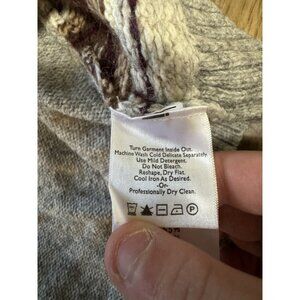 Turn Garment Inside Out.
Machine Wash Cold Delicate Separately.
Use Mild Detergent.
Do Not Bleach.
Reshape, Dry Flat.
Cool Iron As Desired.
-Or-
Professionally Dry Clean.